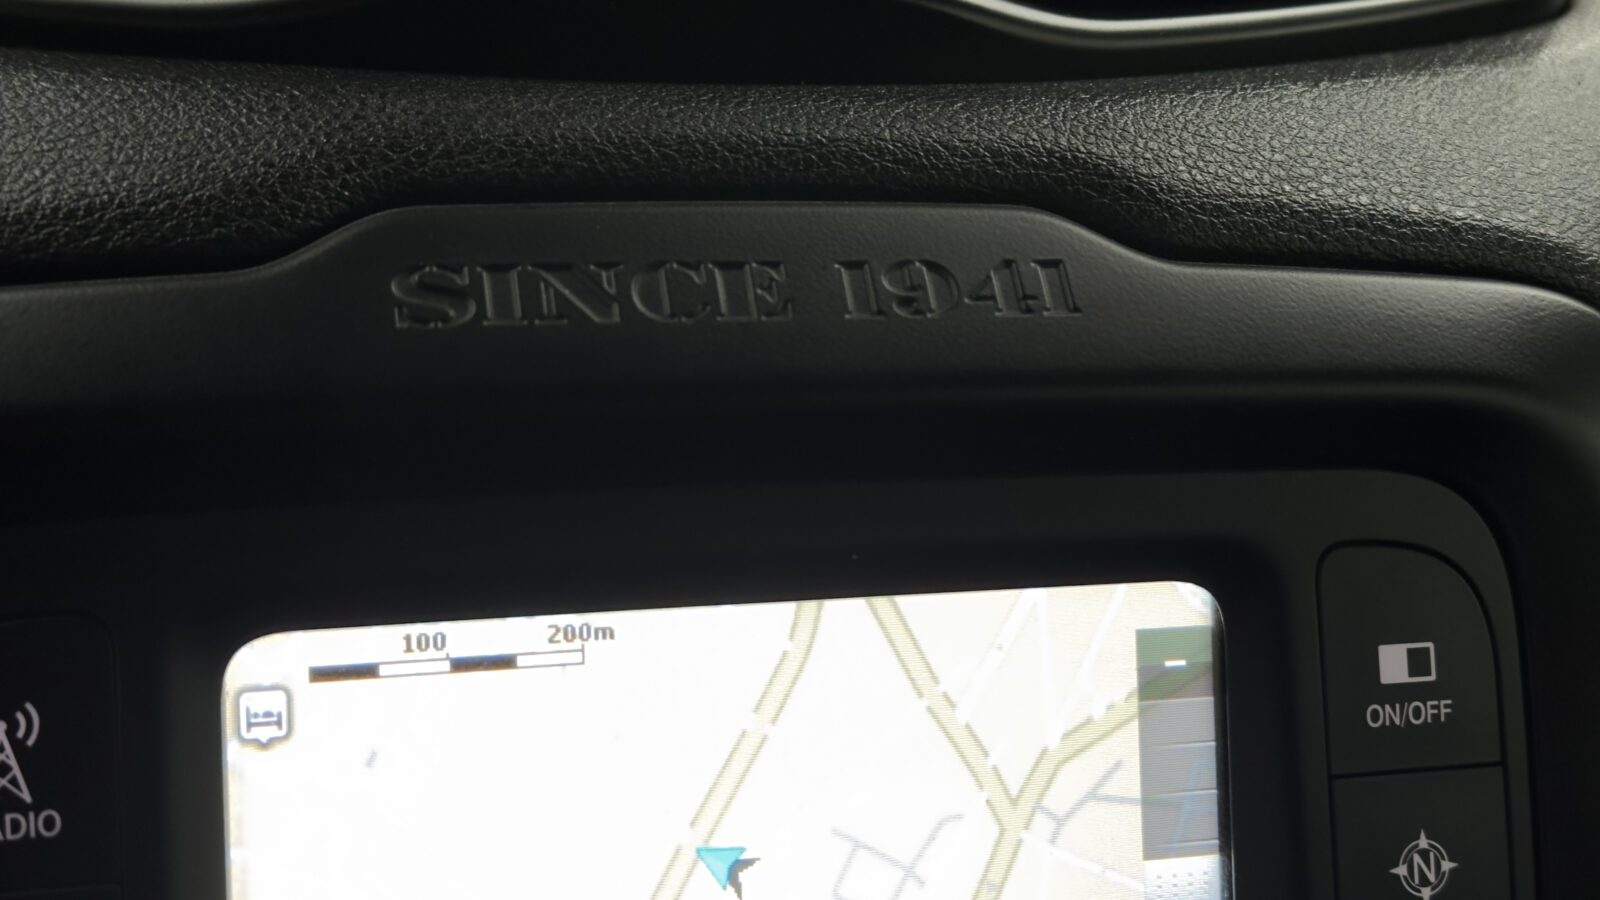 SINCE 1941
100 200m
ON/OFF
ADIO
N